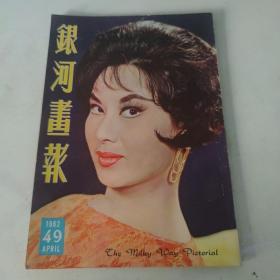 銀河畫報
1962
49
APRIL
The Milky Way Pictorial